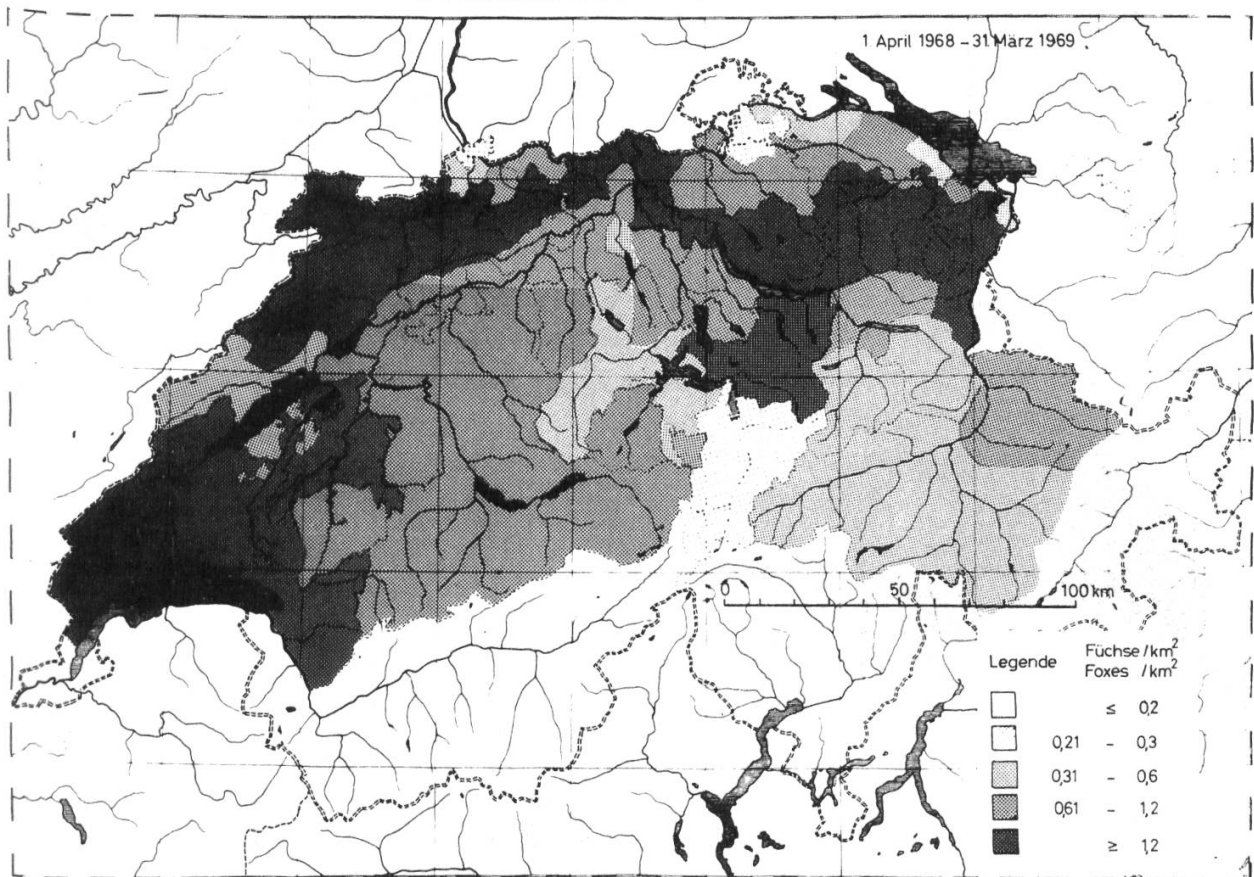 1. April 1968 – 31. März 1969
0 50 100 km
Legende Füchse /km²
Foxes /km²
≤ 0,2
0,21 – 0,3
0,31 – 0,6
0,61 – 1,2
≥ 1,2